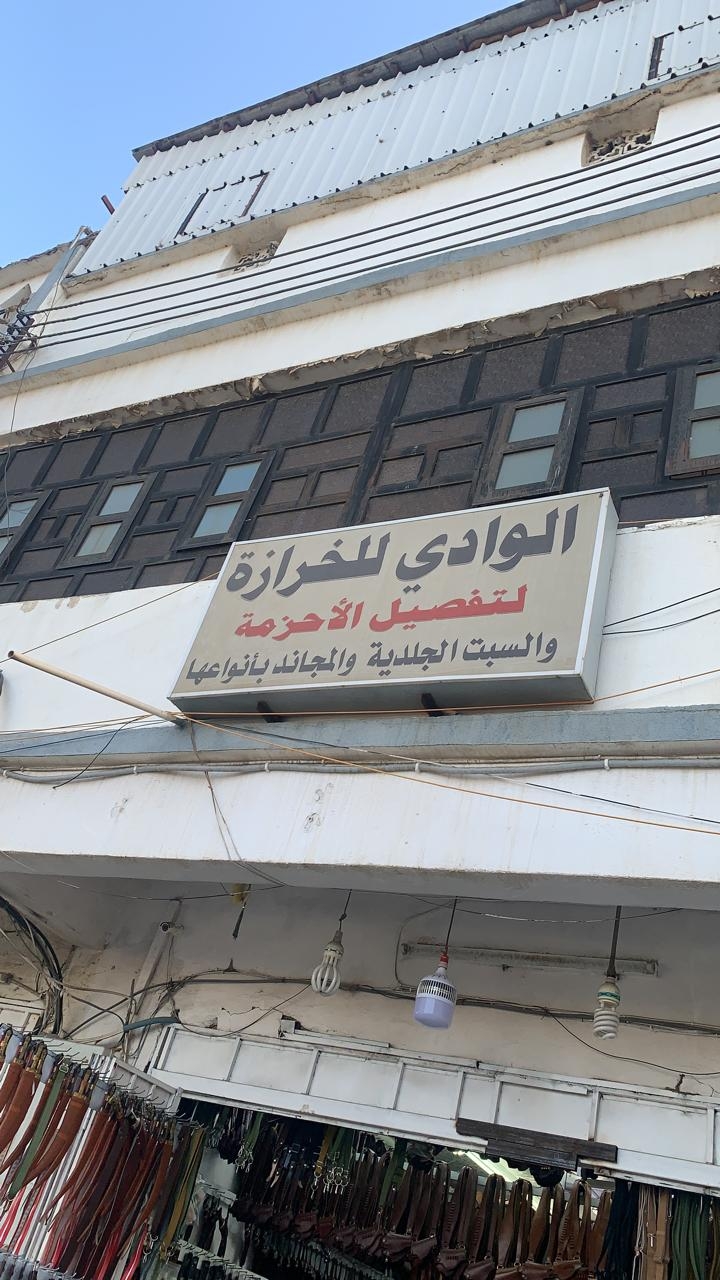 الوادي للخرازة
لتفصيل الأحزمة
والسبت الجلدية والمجاند بأنواعها